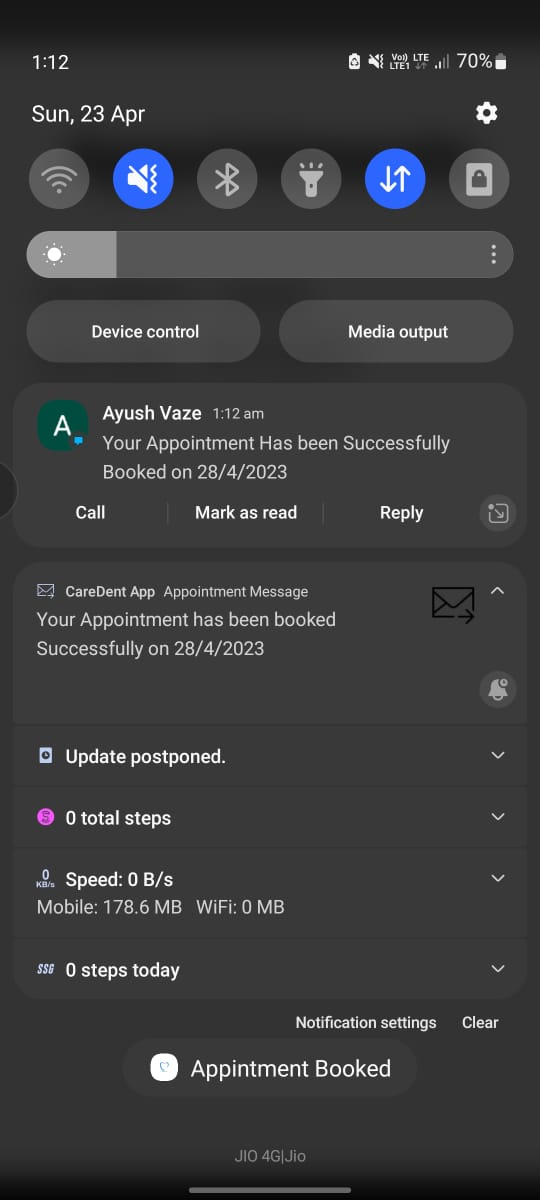 1:12
Vo) LTE
LTE1
70%
Sun, 23 Apr
Device control
Media output
A
Ayush Vaze 1:12 am
Your Appointment Has been Successfully
Booked on 28/4/2023
Call
Mark as read
Reply
CareDent App Appointment Message
Your Appointment has been booked
Successfully on 28/4/2023
Update postponed.
S
0 total steps
0
KB/s
Speed: 0 B/s
Mobile: 178.6 MB WiFi: 0 MB
SSG
0 steps today
Notification settings
Clear
Appintment Booked
JIO 4G|Jio